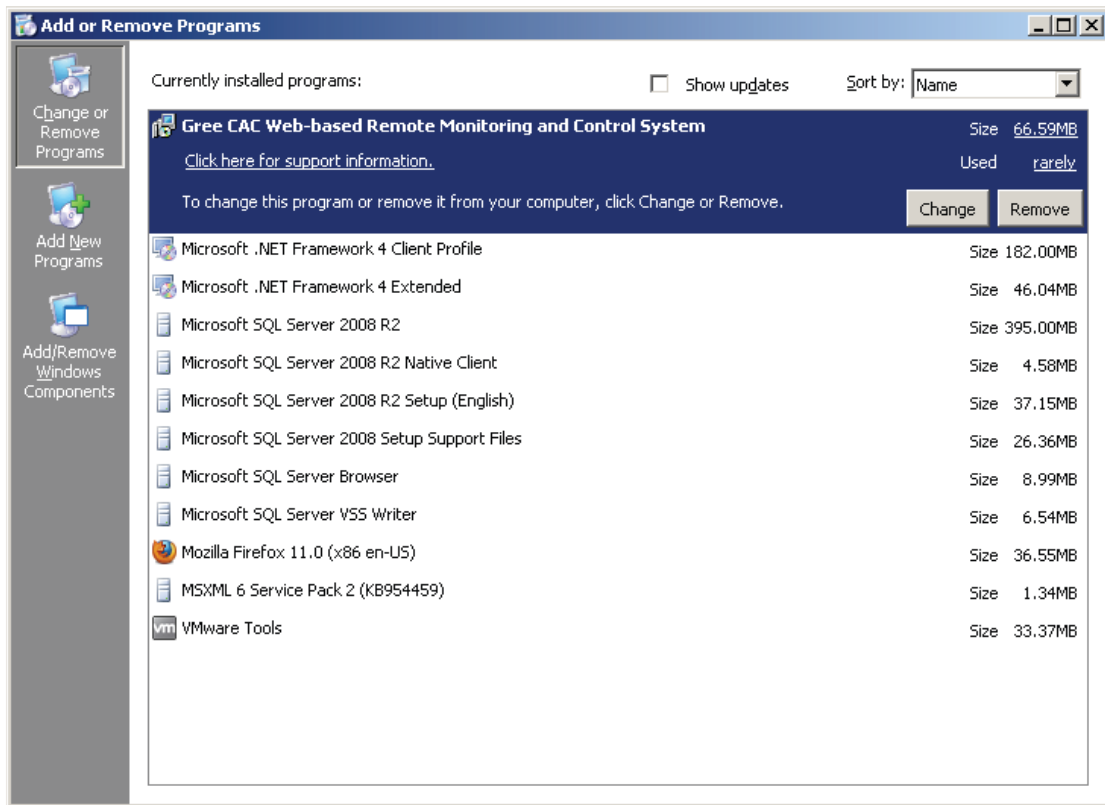 Add or Remove Programs
Change or
Remove
Programs
Add New
Programs
Add/Remove
Windows
Components
Currently installed programs:
Show updates
Sort by: Name
Gree CAC Web-based Remote Monitoring and Control System Size 66.59MB
Click here for support information. Used rarely
To change this program or remove it from your computer, click Change or Remove. Change Remove
Microsoft .NET Framework 4 Client Profile Size 182.00MB
Microsoft .NET Framework 4 Extended Size 46.04MB
Microsoft SQL Server 2008 R2 Size 395.00MB
Microsoft SQL Server 2008 R2 Native Client Size 4.58MB
Microsoft SQL Server 2008 R2 Setup (English) Size 37.15MB
Microsoft SQL Server 2008 Setup Support Files Size 26.36MB
Microsoft SQL Server Browser Size 8.99MB
Microsoft SQL Server VSS Writer Size 6.54MB
Mozilla Firefox 11.0 (x86 en-US) Size 36.55MB
MSXML 6 Service Pack 2 (KB954459) Size 1.34MB
vm VMware Tools Size 33.37MB